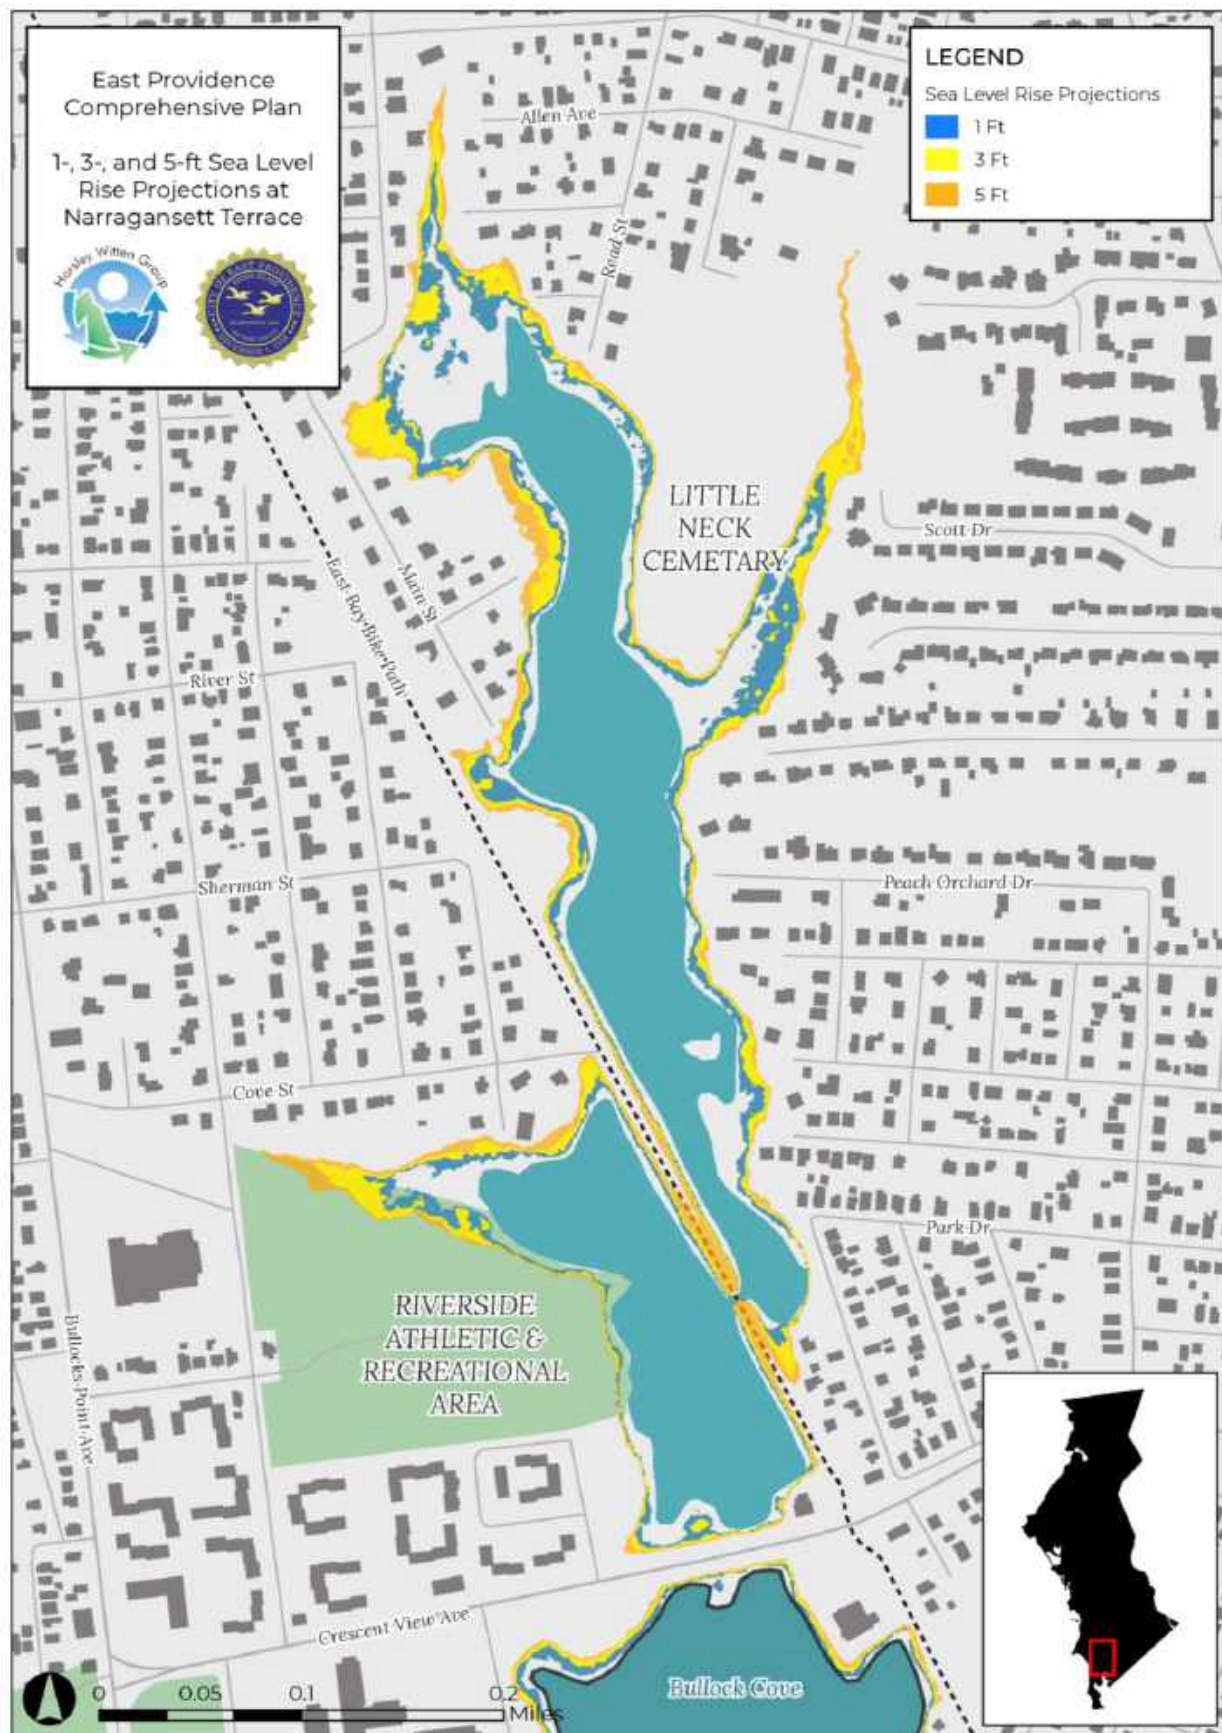 East Providence
Comprehensive Plan
1-, 3-, and 5-ft Sea Level
Rise Projections at
Narragansett Terrace
Horsley Witten Group
LEGEND
Sea Level Rise Projections
1 Ft
3 Ft
5 Ft
Allen Ave
Read St
LITTLE
NECK
CEMETARY
Scott Dr
Main St
East Bay Bike Path
River St
Sherman St
Peach Orchard Dr
Cove St
Park Dr
RIVERSIDE
ATHLETIC &
RECREATIONAL
AREA
Bullocks Point Ave
Crescent View Ave
Bullock Cove
0 0.05 0.1 0.2
Miles